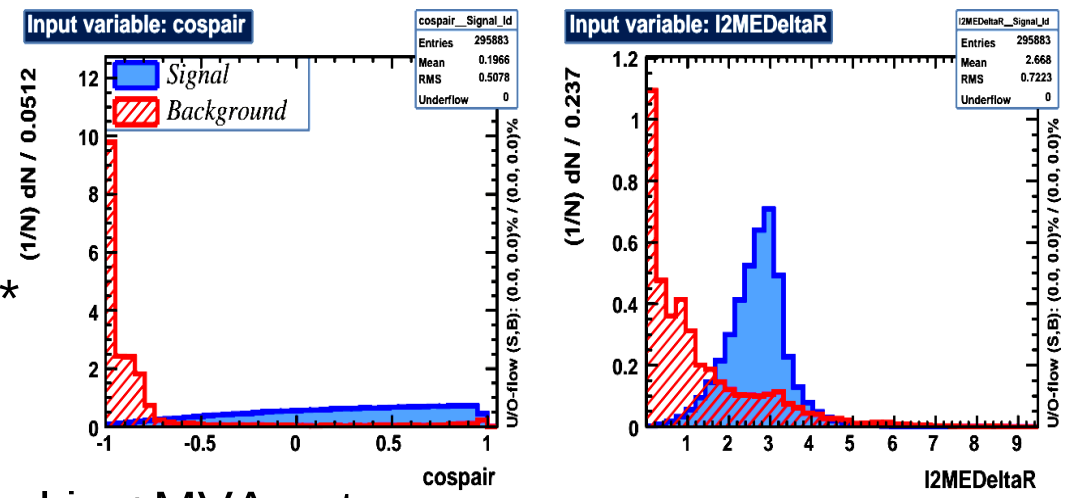 Input variable: cospair
cospair__Signal_Id
Entries 295883
Mean 0.1966
RMS 0.5078
Underflow 0
Signal
Background
(1/N) dN / 0.0512
12
10
8
6
4
2
0
-1 -0.5 0 0.5 1
cospair
U/O-flow (S,B): (0.0, 0.0)% / (0.0, 0.0)%
*
Input variable: l2MEDeltaR
l2MEDeltaR__Signal_Id
Entries 295883
Mean 2.668
RMS 0.7223
Underflow 0
(1/N) dN / 0.237
1.2
1
0.8
0.6
0.4
0.2
0
1 2 3 4 5 6 7 8 9
l2MEDeltaR
U/O-flow (S,B): (0.0, 0.0)% / (0.0, 0.0)%